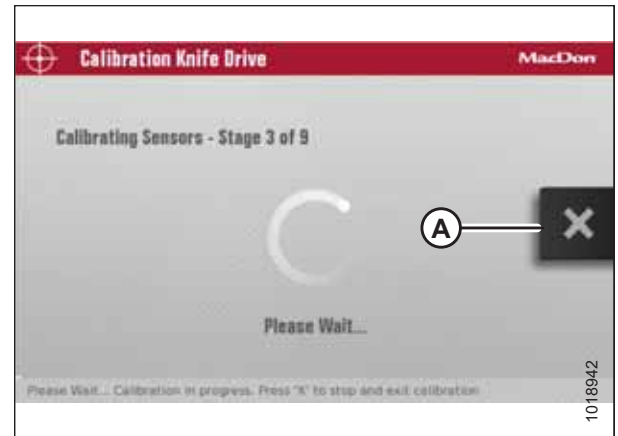 Calibration Knife Drive
MacDon
Calibrating Sensors - Stage 3 of 9
A
X
Please Wait...
Please Wait... Calibration in progress. Press 'X' to stop and exit calibration
1018942